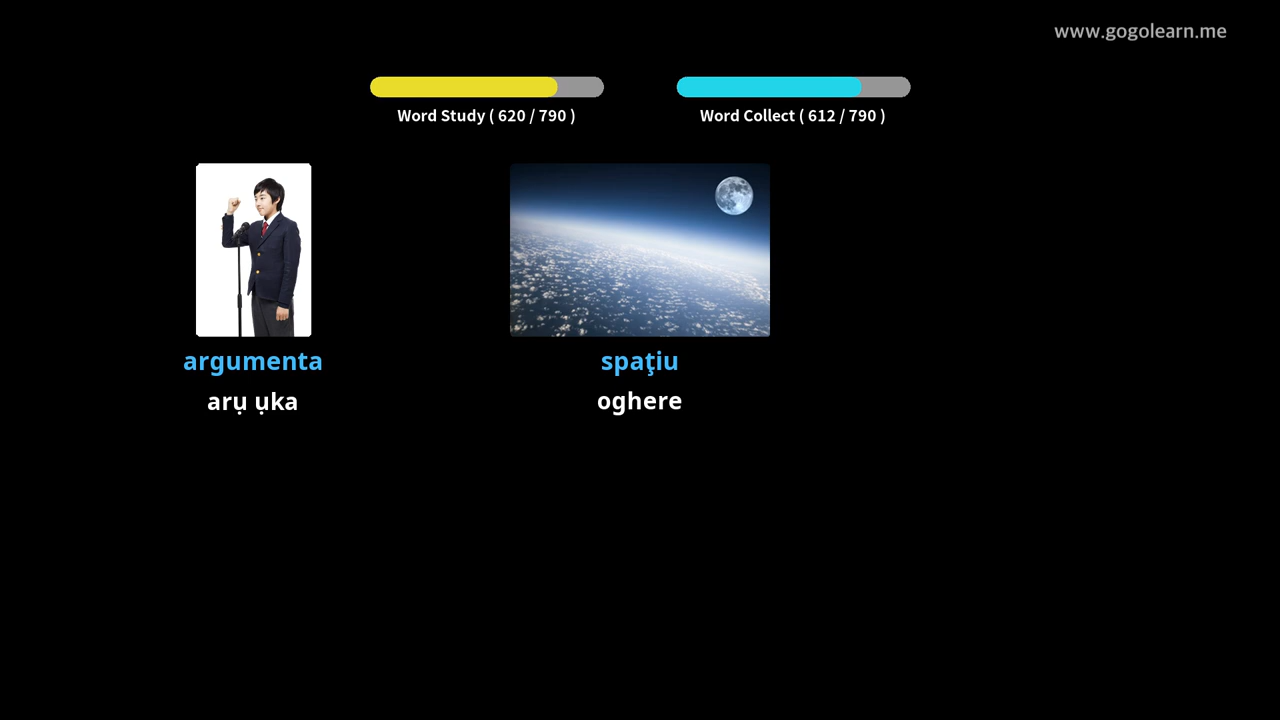 www.gogolearn.me
Word Study ( 620 / 790 )
Word Collect ( 612 / 790 )
argumenta
arụ ụka
spaţiu
oghere